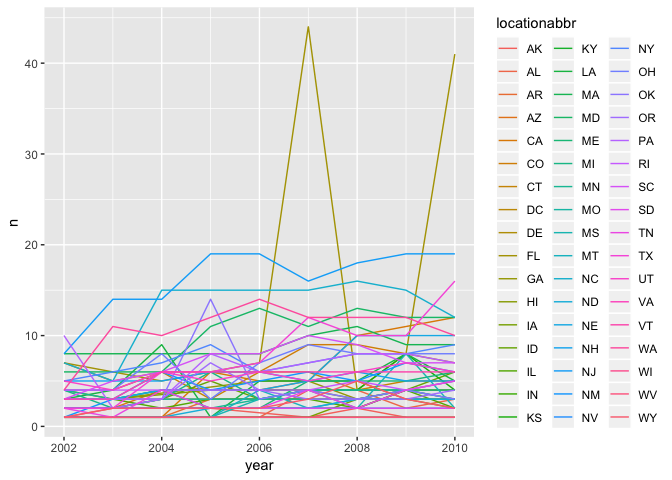 locationabbr
AK KY NY
AL LA OH
AR MA OK
AZ MD OR
CA ME PA
CO MI RI
CT MN SC
DC MO SD
DE MS TN
FL MT TX
GA NC UT
HI ND VA
IA NE VT
ID NH WA
IL NJ WI
IN NM WV
KS NV WY
40
30
20
10
0
n
2002 2004 2006 2008 2010
year